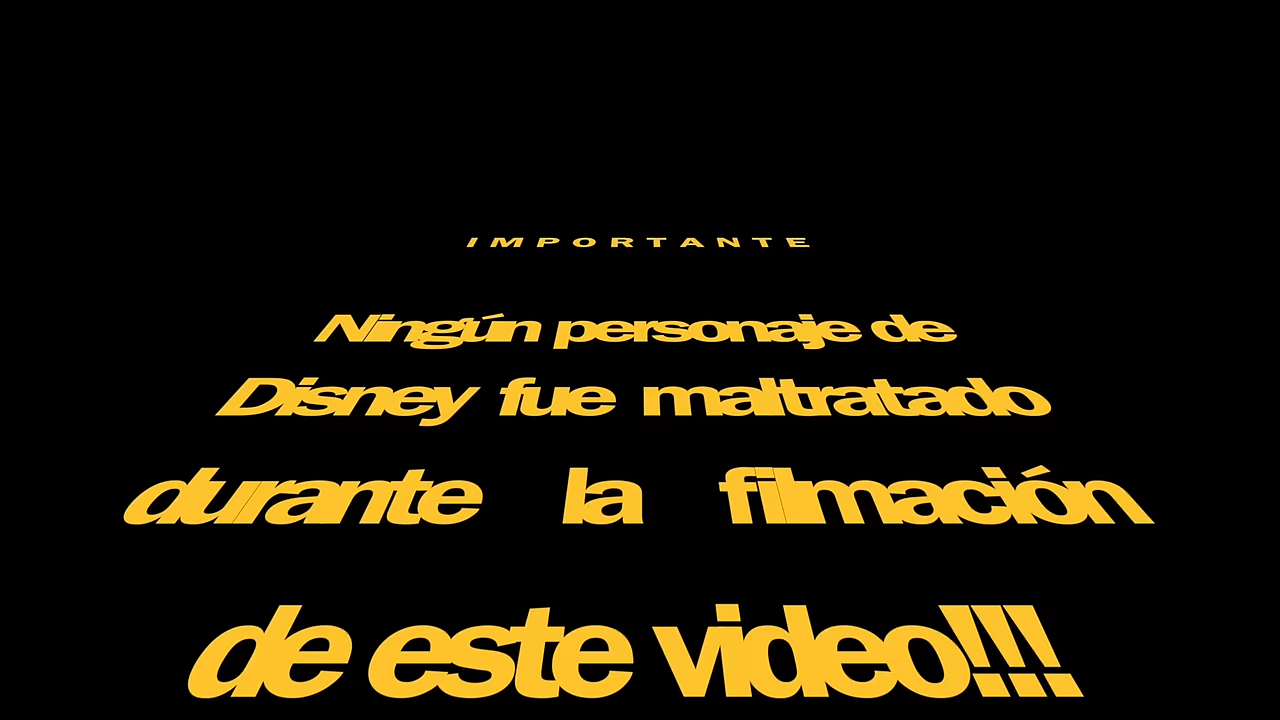 IMPORTANTE
Ningún personaje de
Disney fue maltratado
durante la filmación
de este video!!!